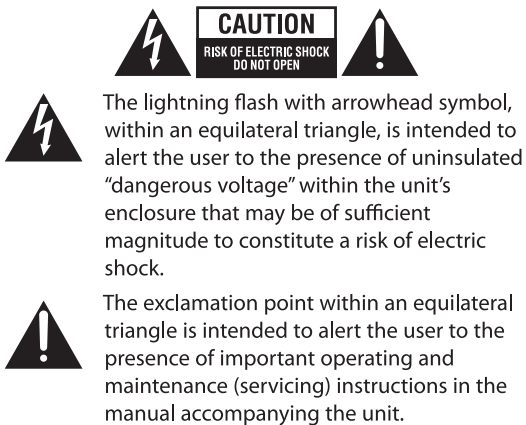 CAUTION
RISK OF ELECTRIC SHOCK
DO NOT OPEN
The lightning flash with arrowhead symbol,
within an equilateral triangle, is intended to
alert the user to the presence of uninsulated
“dangerous voltage” within the unit’s
enclosure that may be of sufficient
magnitude to constitute a risk of electric
shock.
The exclamation point within an equilateral
triangle is intended to alert the user to the
presence of important operating and
maintenance (servicing) instructions in the
manual accompanying the unit.